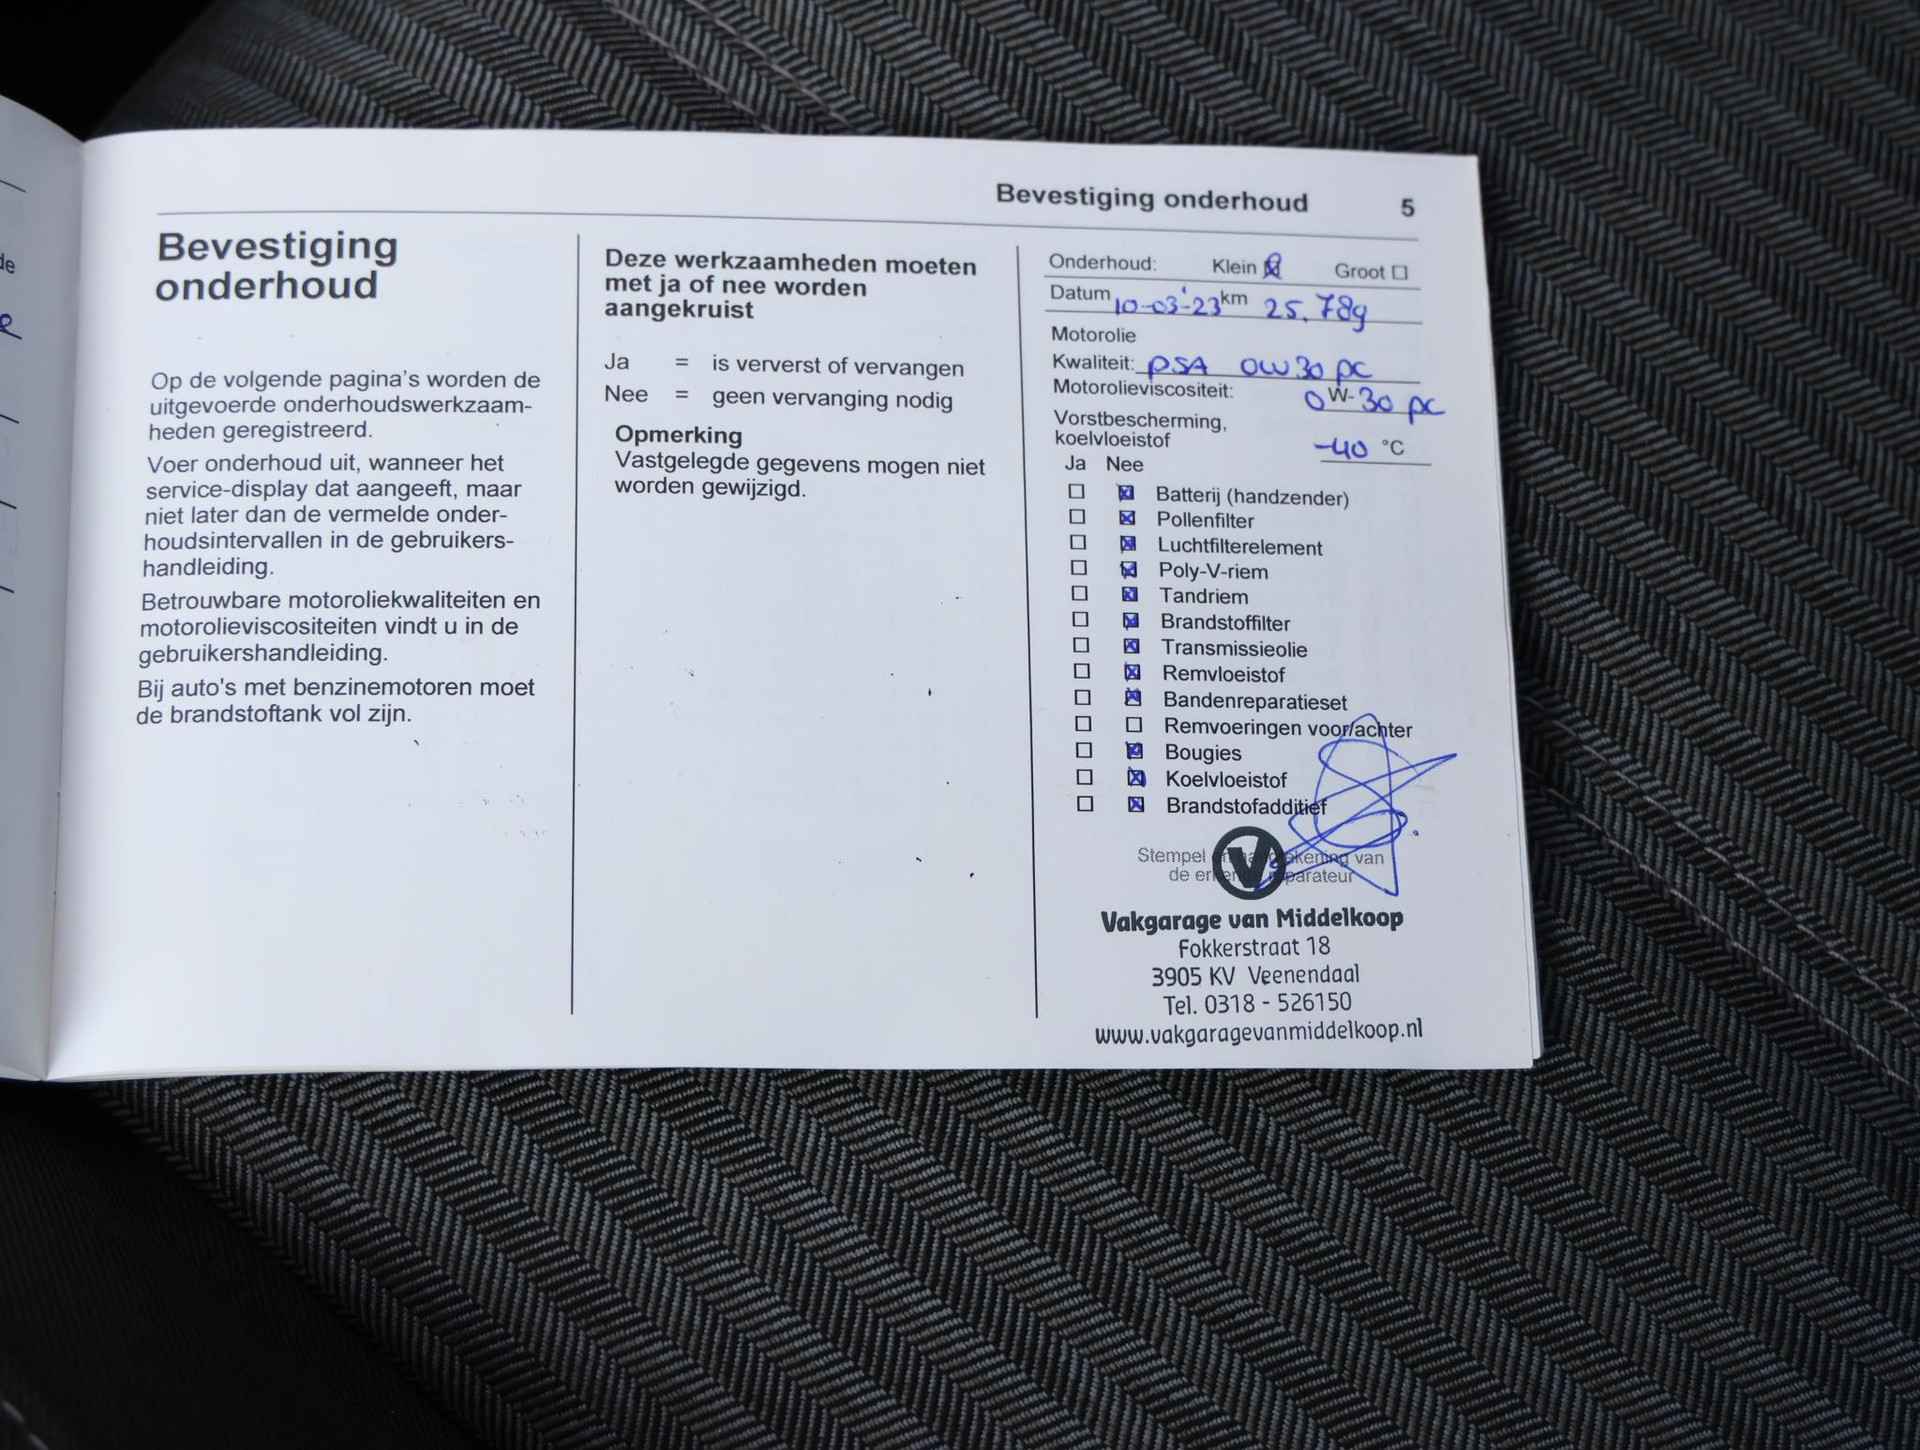 Bevestiging onderhoud 5
Bevestiging
onderhoud
Op de volgende pagina's worden de
uitgevoerde onderhoudswerkzaam-
heden geregistreerd.
Voer onderhoud uit, wanneer het
service-display dat aangeeft, maar
niet later dan de vermelde onder-
houdsintervallen in de gebruikers-
handleiding.
Betrouwbare motoroliekwaliteiten en
motorolieviscositeiten vindt u in de
gebruikershandleiding.
Bij auto's met benzinemotoren moet
de brandstoftank vol zijn.
Deze werkzaamheden moeten
met ja of nee worden
aangekruist
Ja = is ververst of vervangen
Nee = geen vervanging nodig
Opmerking
Vastgelegde gegevens mogen niet
worden gewijzigd.
Onderhoud: Klein Groot
Datum 10-03-'23 km 25.789
Motorolie
Kwaliteit: PSA 0W30 pc
Motorolieviscositeit: 0W-30 pc
Vorstbescherming,
koelvloeistof -40 °C
Ja Nee
Batterij (handzender)
Pollenfilter
Luchtfilterelement
Poly-V-riem
Tandriem
Brandstoffilter
Transmissieolie
Remvloeistof
Bandenreparatieset
Remvoeringen voor/achter
Bougies
Koelvloeistof
Brandstofadditief
Stempel van
de
V
Vakgarage van Middelkoop
Fokkerstraat 18
3905 KV Veenendaal
Tel. 0318 - 526150
www.vakgaragevanmiddelkoop.nl
de